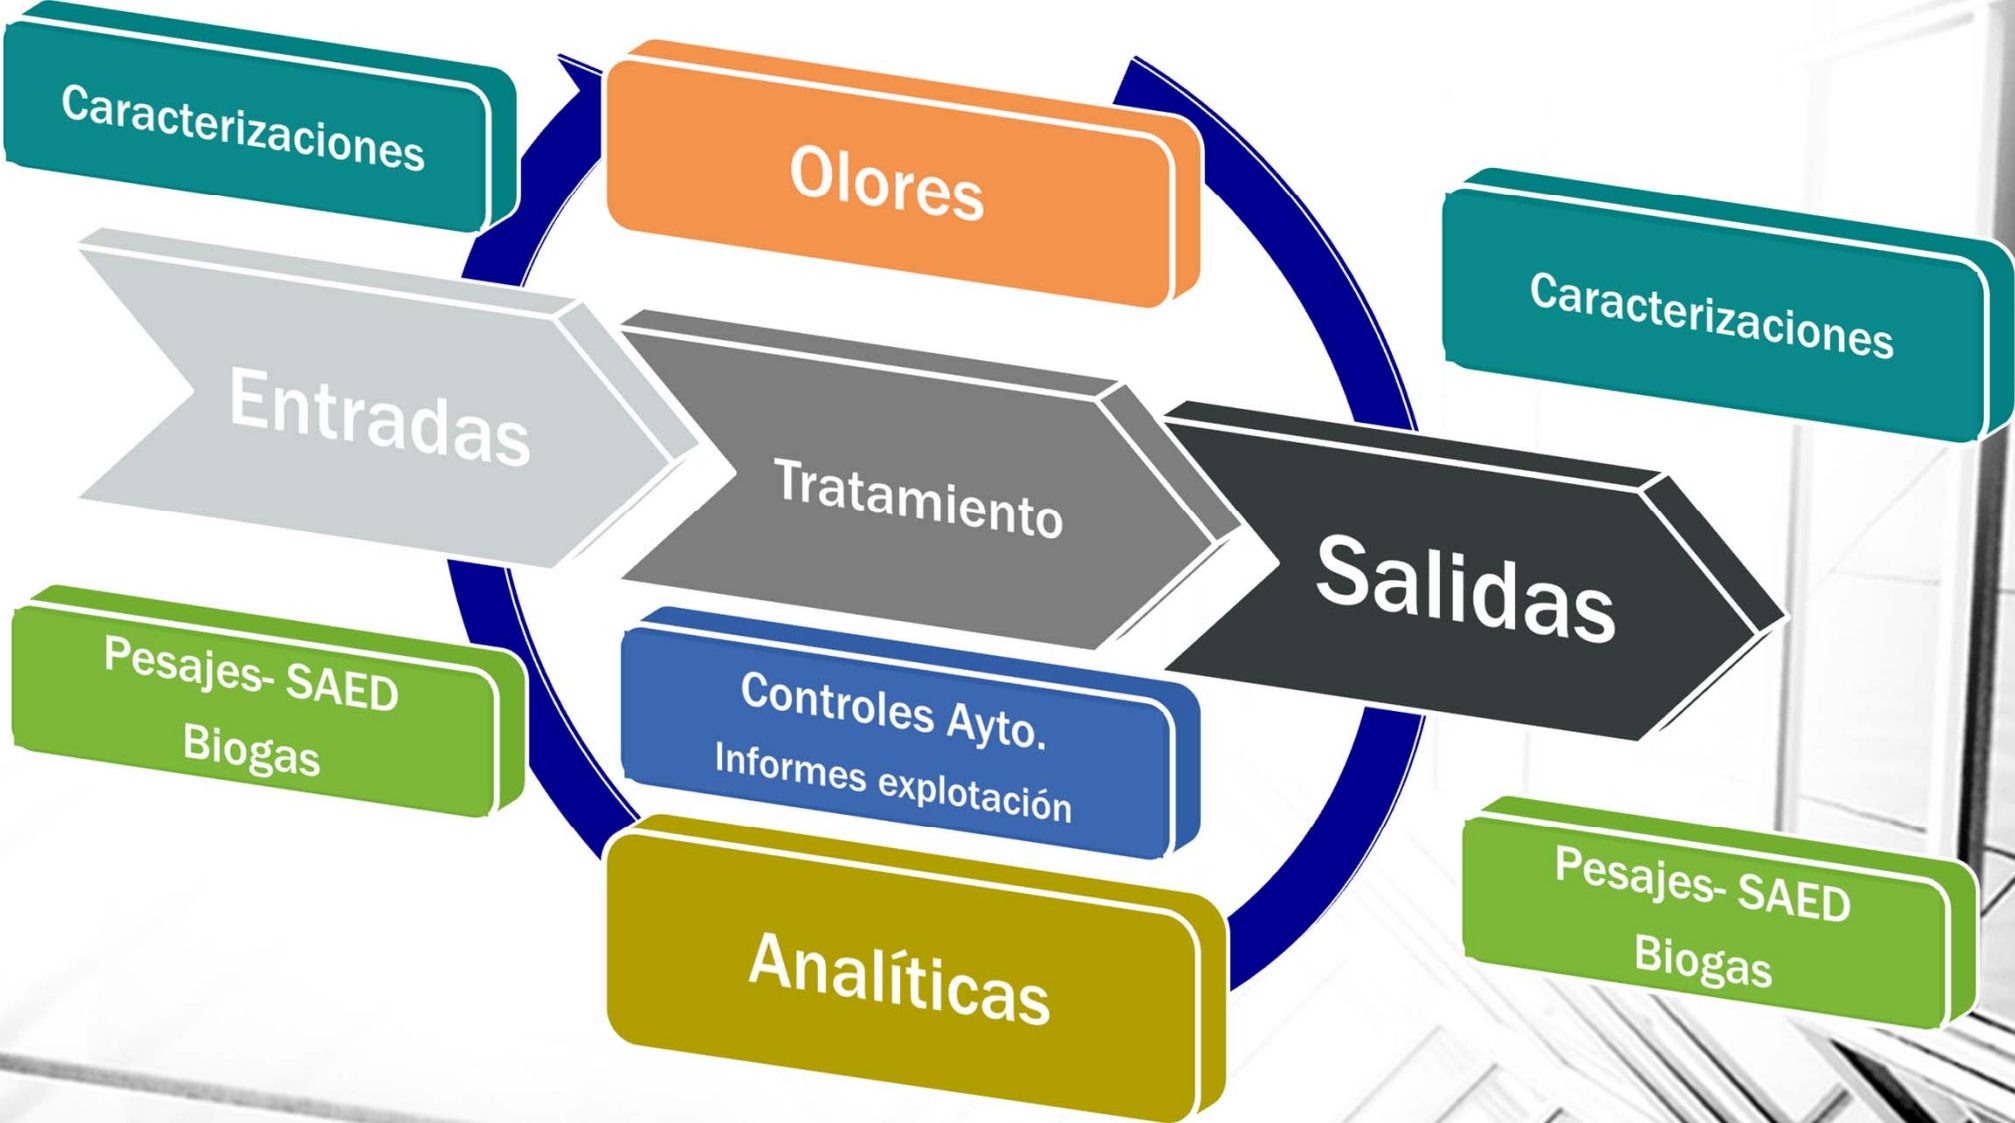 Caracterizaciones
Olores
Caracterizaciones
Entradas
Tratamiento
Salidas
Pesajes- SAED
Biogas
Controles Ayto.
Informes explotación
Pesajes- SAED
Biogas
Analíticas